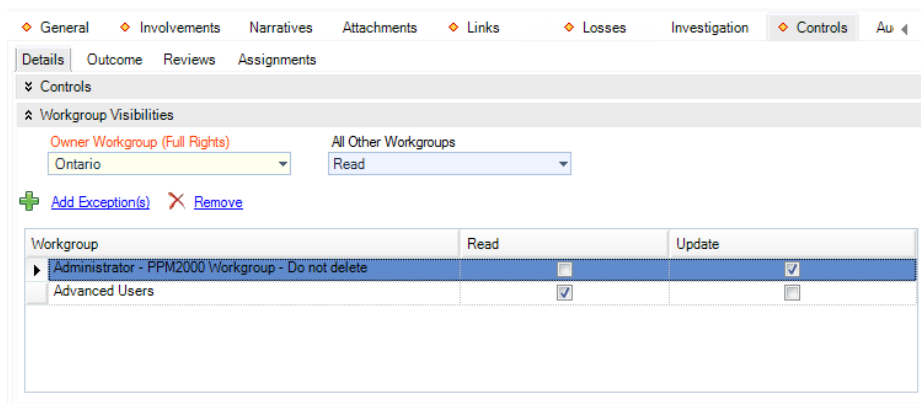 General Involvements Narratives Attachments Links Losses Investigation Controls Au
Details Outcome Reviews Assignments
Controls
Workgroup Visibilities
Owner Workgroup (Full Rights) All Other Workgroups
Ontario Read
Add Exception(s) Remove
Workgroup Read Update
Administrator - PPM2000 Workgroup - Do not delete
Advanced Users